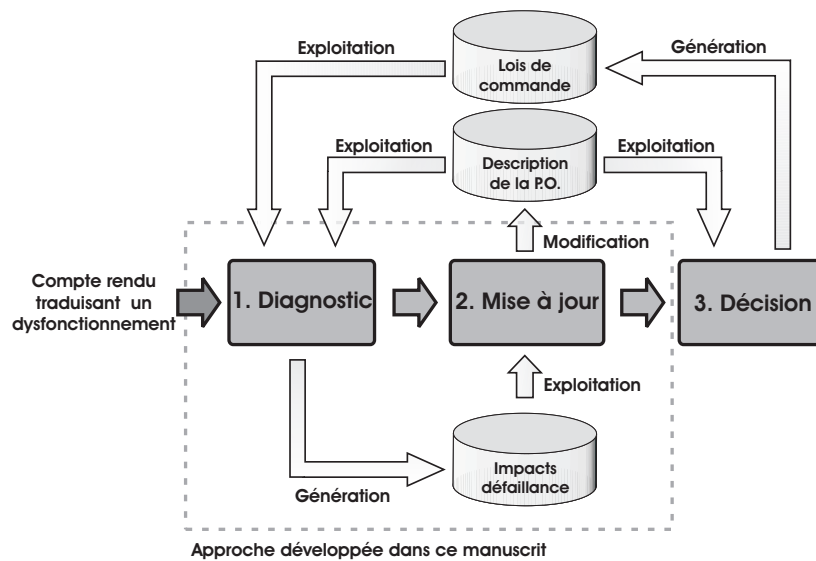 Exploitation
Lois de
commande
Génération
Exploitation
Description
de la P.O.
Exploitation
Modification
Compte rendu
traduisant un
dysfonctionnement
1. Diagnostic
2. Mise à jour
3. Décision
Exploitation
Génération
Impacts
défaillance
Approche développée dans ce manuscrit